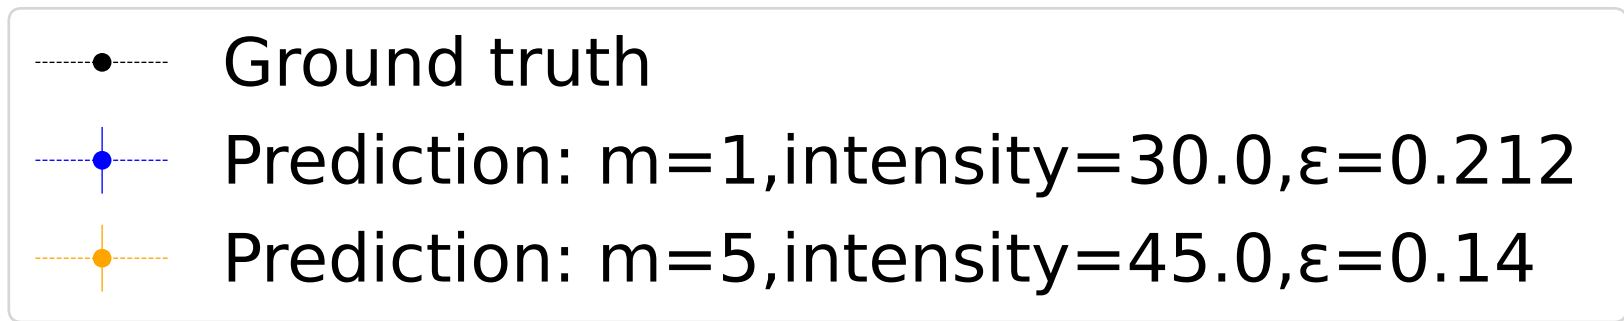 Ground truth
Prediction: m=1,intensity=30.0,ε=0.212
Prediction: m=5,intensity=45.0,ε=0.14